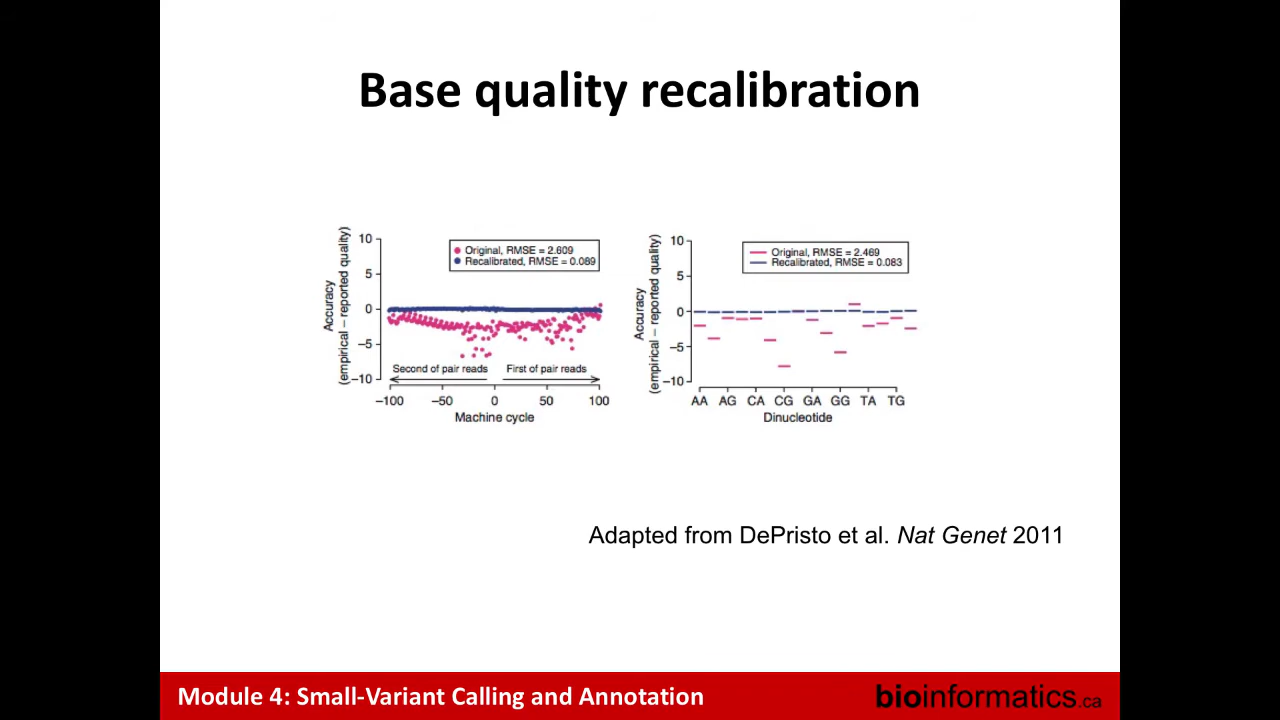 Base quality recalibration
Accuracy
(empirical – reported quality)
10
5
0
−5
−10
Original, RMSE = 2.609
Recalibrated, RMSE = 0.089
Second of pair reads
First of pair reads
−100
−50
0
50
100
Machine cycle
Accuracy
(empirical – reported quality)
10
5
0
−5
−10
Original, RMSE = 2.469
Recalibrated, RMSE = 0.083
AA AG CA CG GA GG TA TG
Dinucleotide
Adapted from DePristo et al. Nat Genet 2011
Module 4: Small-Variant Calling and Annotation
bioinformatics.ca